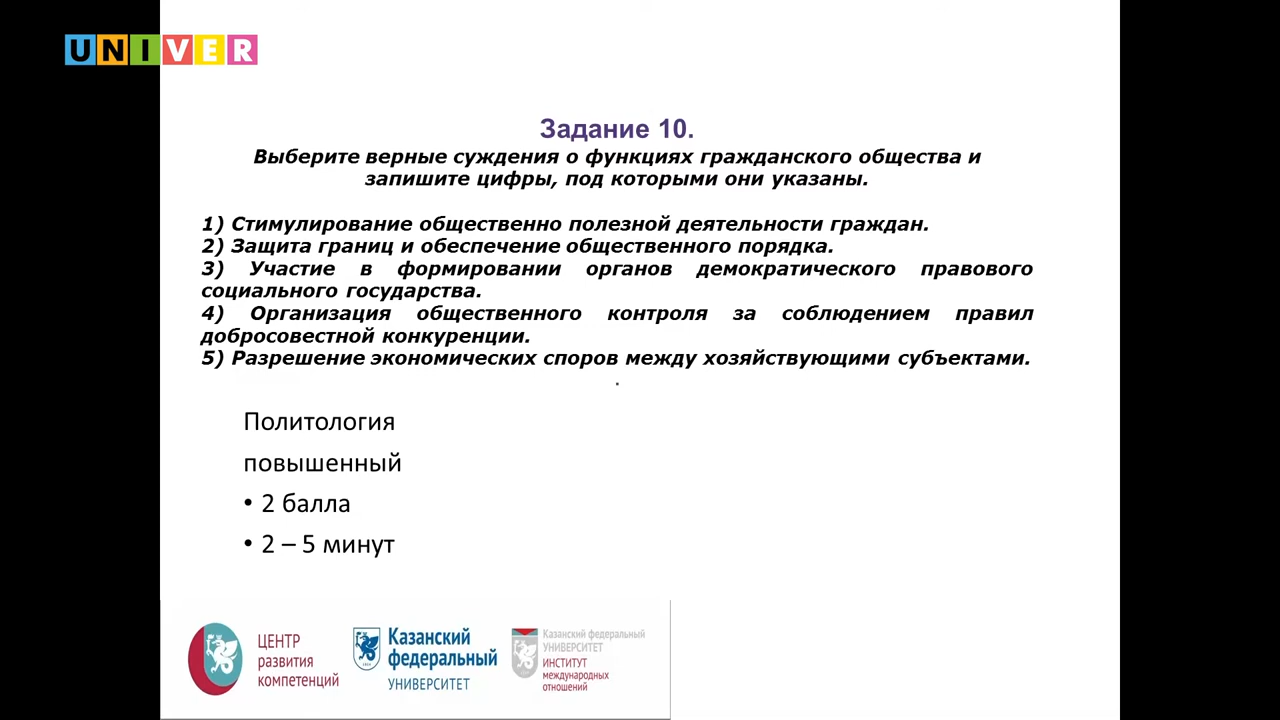 UNIVER
Задание 10.
Выберите верные суждения о функциях гражданского общества и
запишите цифры, под которыми они указаны.
1) Стимулирование общественно полезной деятельности граждан.
2) Защита границ и обеспечение общественного порядка.
3) Участие в формировании органов демократического правового
социального государства.
4) Организация общественного контроля за соблюдением правил
добросовестной конкуренции.
5) Разрешение экономических споров между хозяйствующими субъектами.
.
Политология
повышенный
• 2 балла
• 2 – 5 минут
ЦЕНТР
развития
компетенций
Казанский
федеральный
УНИВЕРСИТЕТ
Казанский федеральный
УНИВЕРСИТЕТ
ИНСТИТУТ
международных
отношений